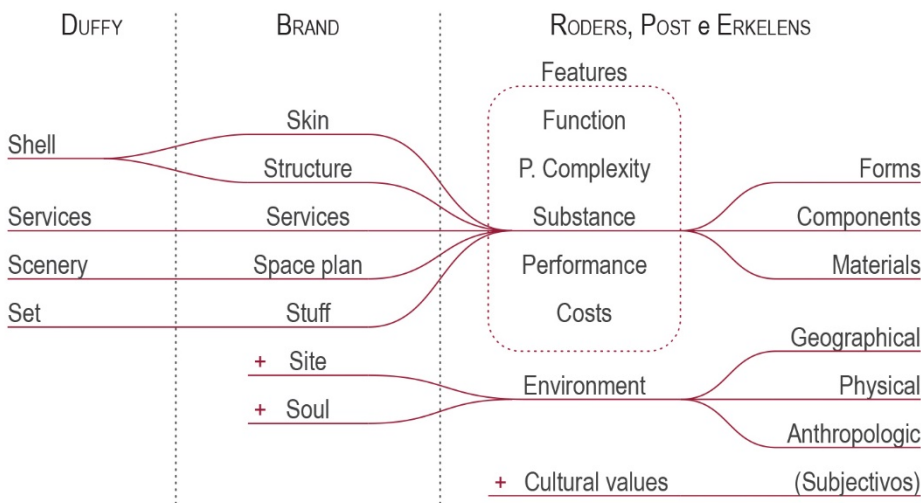 DUFFY BRAND RODERS, POST e ERKELENS
Features
Skin Function
Shell
Structure P. Complexity Forms
Services Services Substance Components
Scenery Space plan Performance Materials
Set Stuff Costs
Geographical
+ Site Environment Physical
+ Soul Anthropologic
+ Cultural values (Subjectivos)